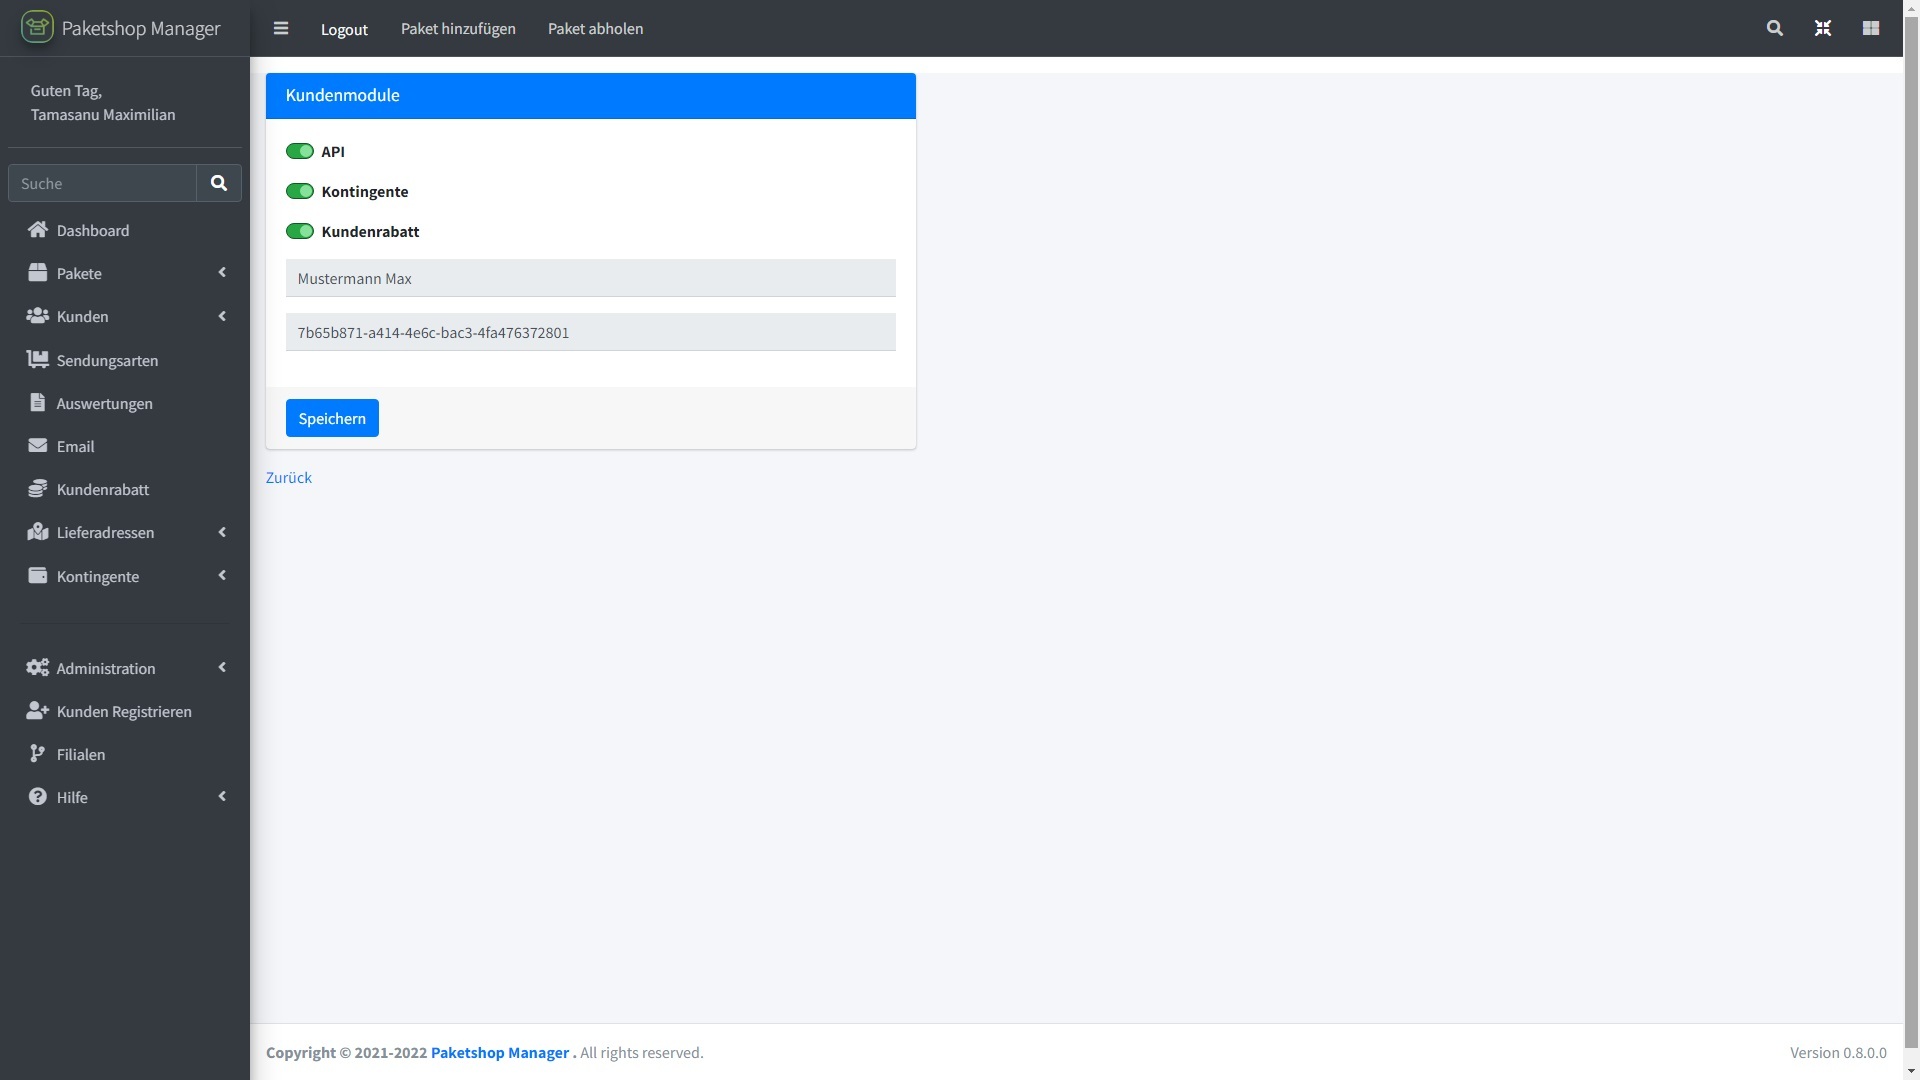 Paketshop Manager
Logout
Paket hinzufügen
Paket abholen
Guten Tag,
Tamasanu Maximilian
Suche
Dashboard
Pakete
Kunden
Sendungsarten
Auswertungen
Email
Kundenrabatt
Lieferadressen
Kontingente
Administration
Kunden Registrieren
Filialen
Hilfe
Kundenmodule
API
Kontingente
Kundenrabatt
Mustermann Max
7b65b871-a414-4e6c-bac3-4fa476372801
Speichern
Zurück
Copyright © 2021-2022 Paketshop Manager . All rights reserved.
Version 0.8.0.0